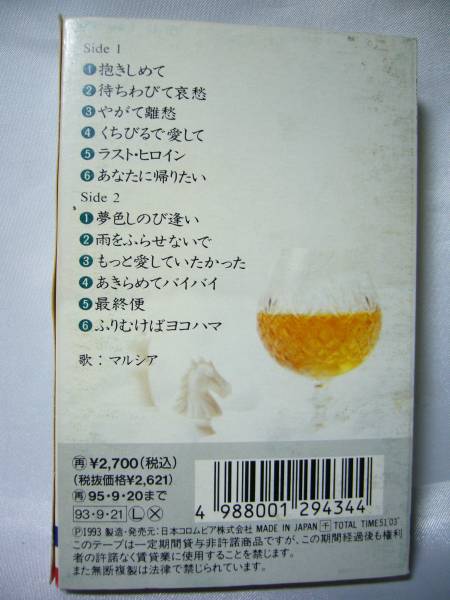 Side 1
❶抱きしめて
❷待ちわびて哀愁
❸やがて離愁
❹くちびるで愛して
❺ラスト・ヒロイン
❻あなたに帰りたい
Side 2
❶夢色しのび逢い
❷雨をふらせないで
❸もっと愛していたかった
❹あきらめてバイバイ
❺最終便
❻ふりむけばヨコハマ
歌：マルシア
再 ¥2,700(税込)
(税抜価格¥2,621)
再 95・9・20まで
93・9・21 Ⓛ Ⓧ
4 988001 294344
Ⓟ1993 製造・発売元：日本コロムビア株式会社 MADE IN JAPAN 干 TOTAL TIME51'03"
このテープは一定期間貸与非許諾商品ですが、この期間経過後も権利
者の許諾なく賃貸業に使用することを禁じます。
また無断複製は法律で禁じられています。